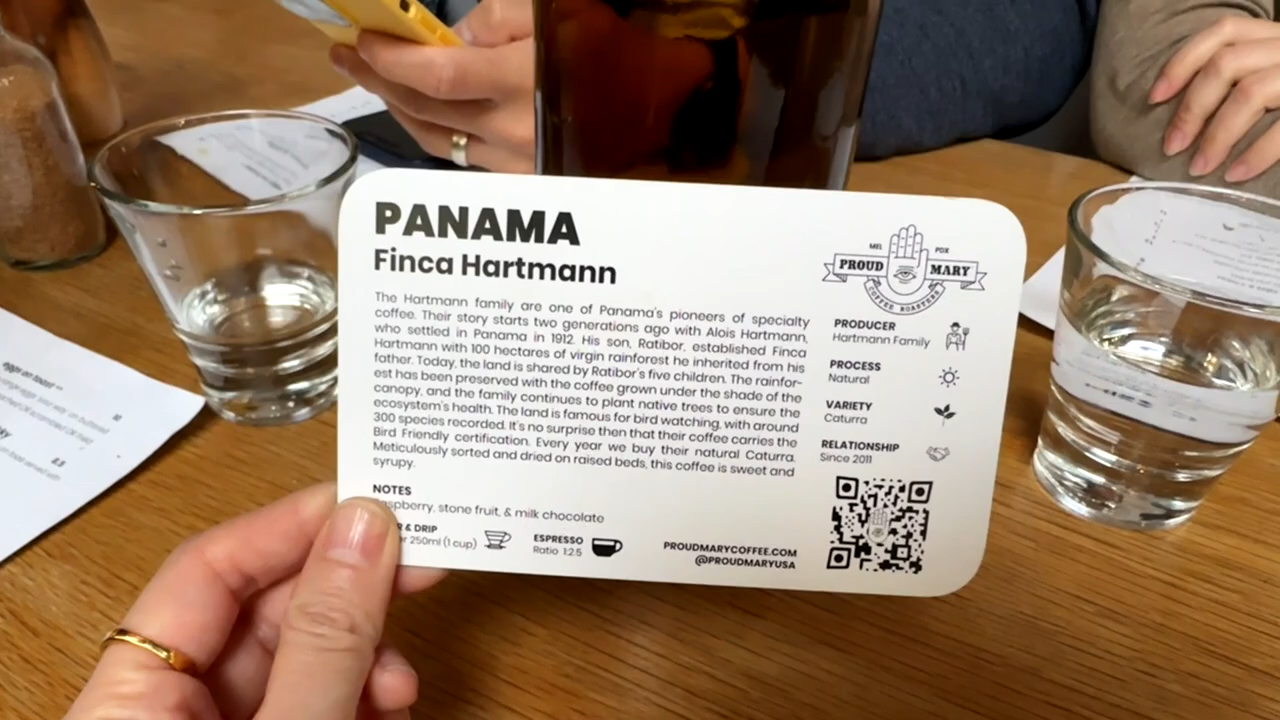 PANAMA
Finca Hartmann
The Hartmann family are one of Panama's pioneers of specialty
coffee. Their story starts two generations ago with Alois Hartmann,
who settled in Panama in 1912. His son, Ratibor, established Finca
Hartmann with 100 hectares of virgin rainforest he inherited from his
father. Today, the land is shared by Ratibor's five children. The rainfor-
est has been preserved with the coffee grown under the shade of the
canopy, and the family continues to plant native trees to ensure the
ecosystem's health. The land is famous for bird watching, with around
300 species recorded. It's no surprise then that their coffee carries the
Bird Friendly certification. Every year we buy their natural Caturra.
Meticulously sorted and dried on raised beds, this coffee is sweet and
syrupy.
NOTES
stone fruit, & milk chocolate
& DRIP
250ml (1 cup)
ESPRESSO
Ratio 1:2.5
PROUDMARYCOFFEE.COM
@PROUDMARYUSA
MEL PDX
PROUD MARY
COFFEE ROASTERS
PRODUCER
Hartmann Family
PROCESS
Natural
VARIETY
Caturra
RELATIONSHIP
Since 2011
eggs on toast